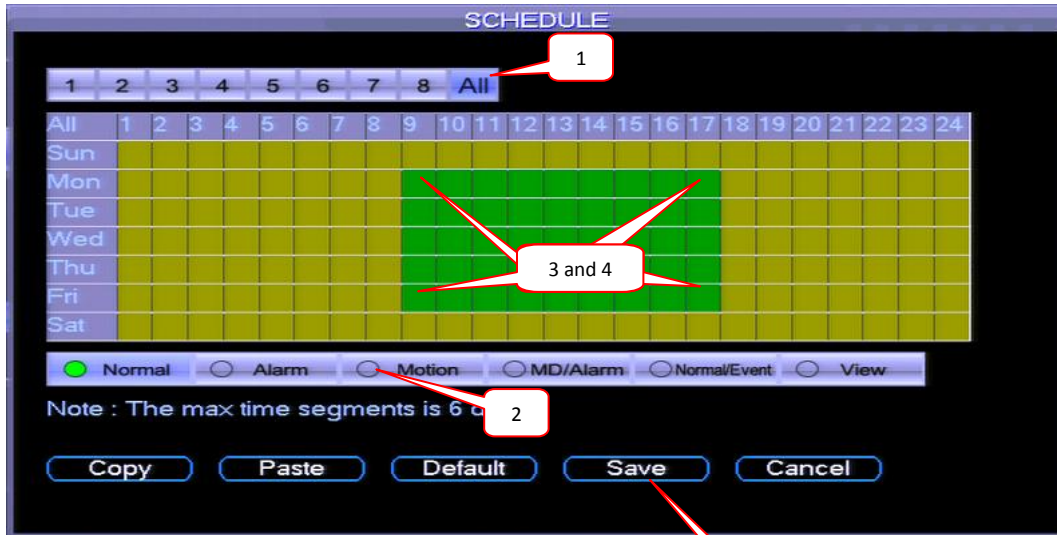 SCHEDULE
1
1 2 3 4 5 6 7 8 All
All 1 2 3 4 5 6 7 8 9 10 11 12 13 14 15 16 17 18 19 20 21 22 23 24
Sun
Mon
Tue
Wed
Thu
3 and 4
Fri
Sat
Normal Alarm Motion MD/Alarm Normal/Event View
Note : The max time segments is 6
2
Copy Paste Default Save Cancel